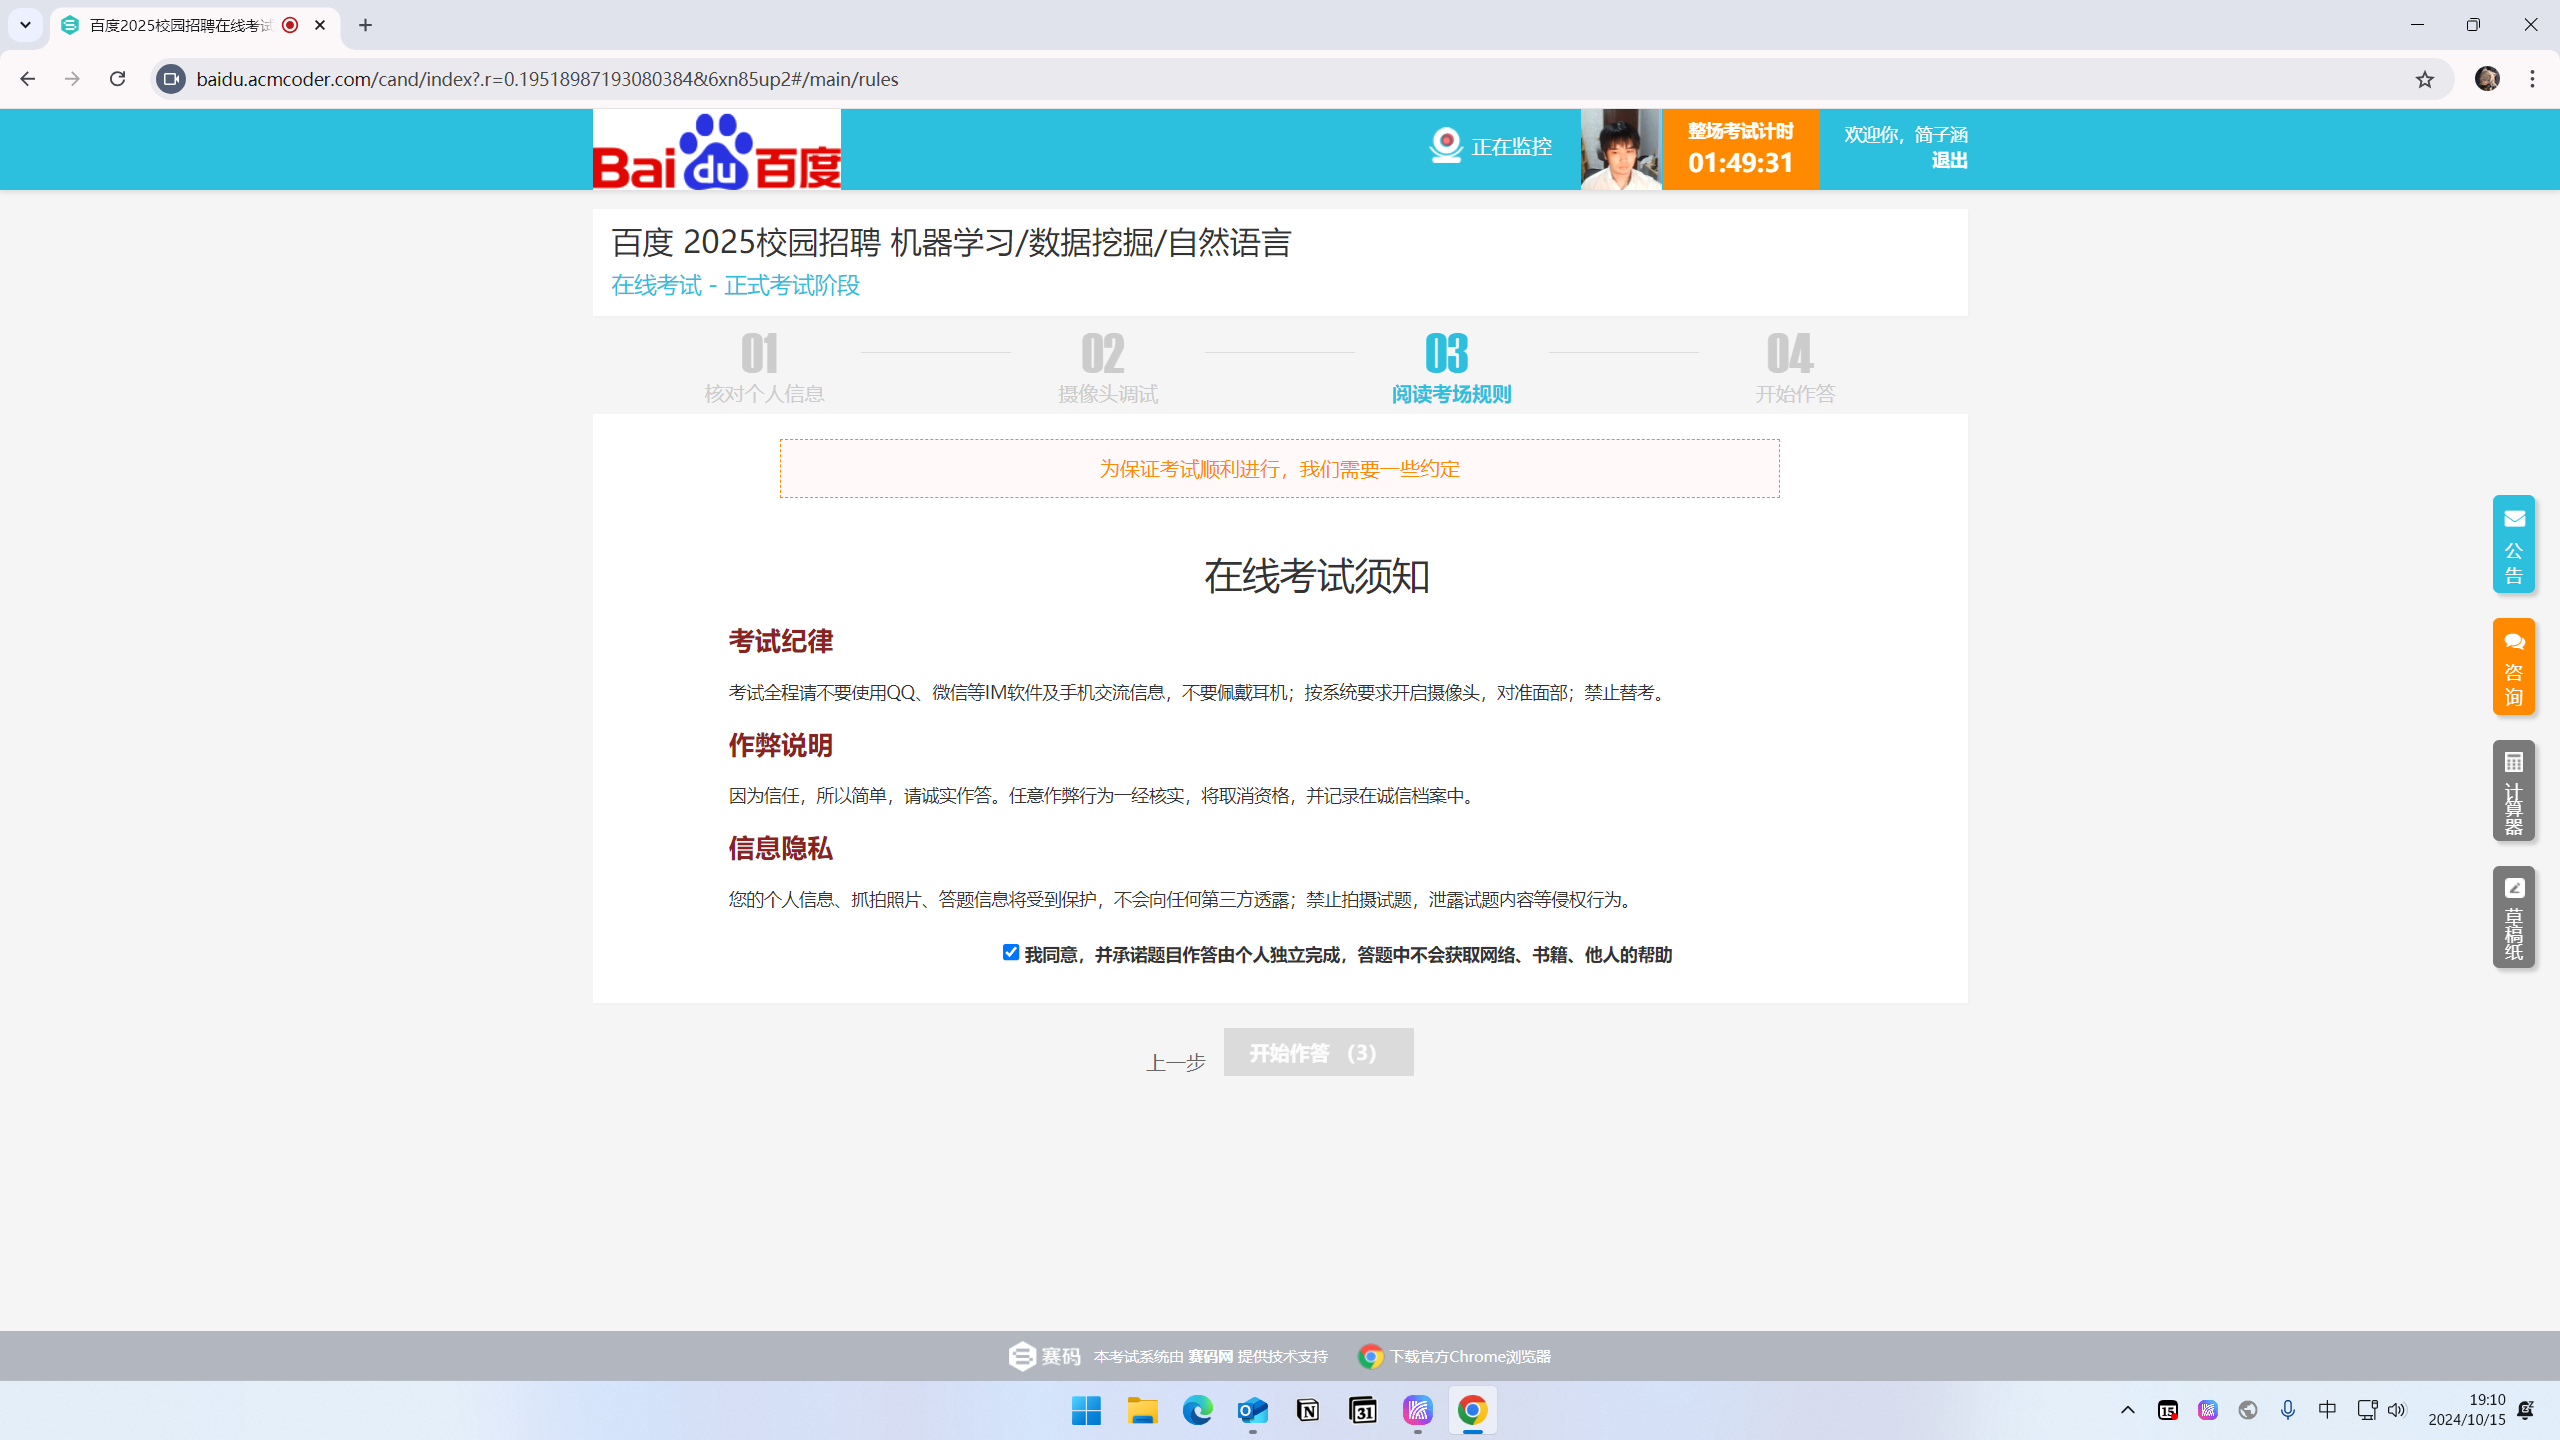 百度2025校园招聘在线考试
baidu.acmcoder.com/cand/index?.r=0.19518987193080384&6xn85up2#/main/rules
Baidu百度
正在监控
整场考试计时
01:49:31
欢迎你，简子涵
退出
百度 2025校园招聘 机器学习/数据挖掘/自然语言
在线考试 - 正式考试阶段
01
02
03
04
核对个人信息
摄像头调试
阅读考场规则
开始作答
为保证考试顺利进行，我们需要一些约定
在线考试须知
考试纪律
考试全程请不要使用QQ、微信等IM软件及手机交流信息，不要佩戴耳机；按系统要求开启摄像头，对准面部；禁止替考。
作弊说明
因为信任，所以简单，请诚实作答。任意作弊行为一经核实，将取消资格，并记录在诚信档案中。
信息隐私
您的个人信息、抓拍照片、答题信息将受到保护，不会向任何第三方透露；禁止拍摄试题，泄露试题内容等侵权行为。
我同意，并承诺题目作答由个人独立完成，答题中不会获取网络、书籍、他人的帮助
上一步
开始作答 （3）
公告
咨询
计算器
草稿纸
赛码
本考试系统由 赛码网 提供技术支持
下载官方Chrome浏览器
31
15
中
19:10
2024/10/15